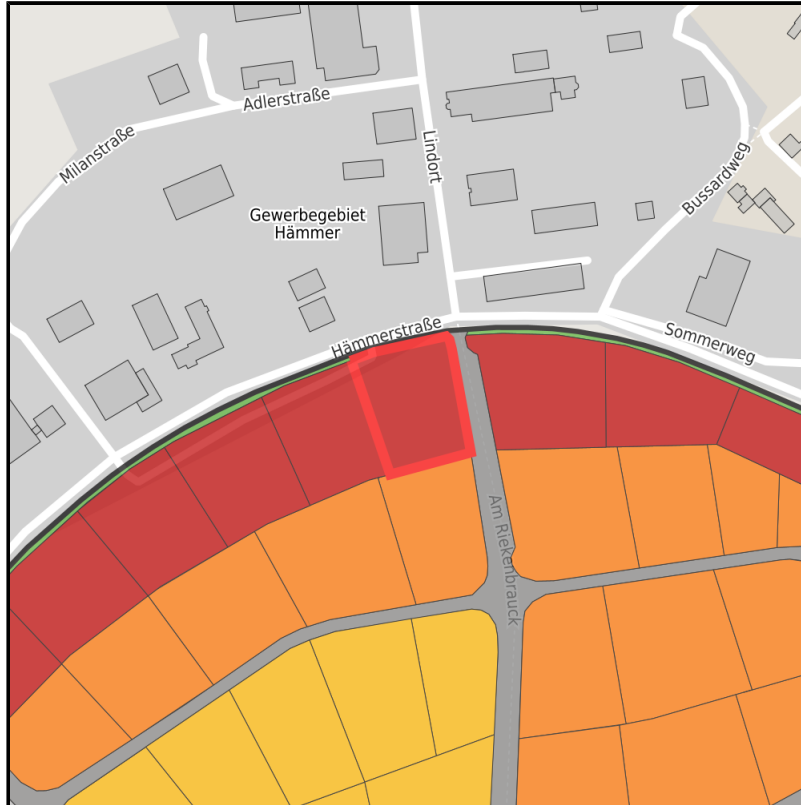 Adlerstraße
Milanstraße
Lindort
Bussardweg
Gewerbegebiet
Hämmer
Hämmerstraße
Sommerweg
Am Riekenbrauck